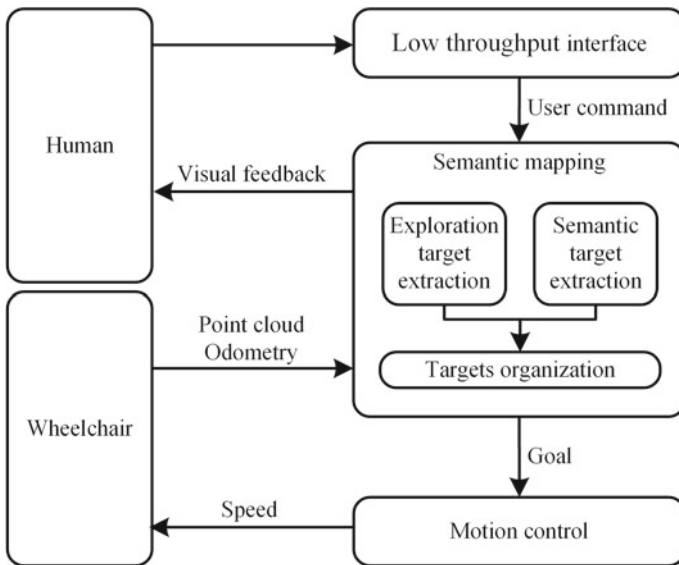 Low throughput interface
User command
Human
Semantic mapping
Visual feedback
Exploration
target
extraction
Semantic
target
extraction
Point cloud
Odometry
Targets organization
Wheelchair
Goal
Speed
Motion control